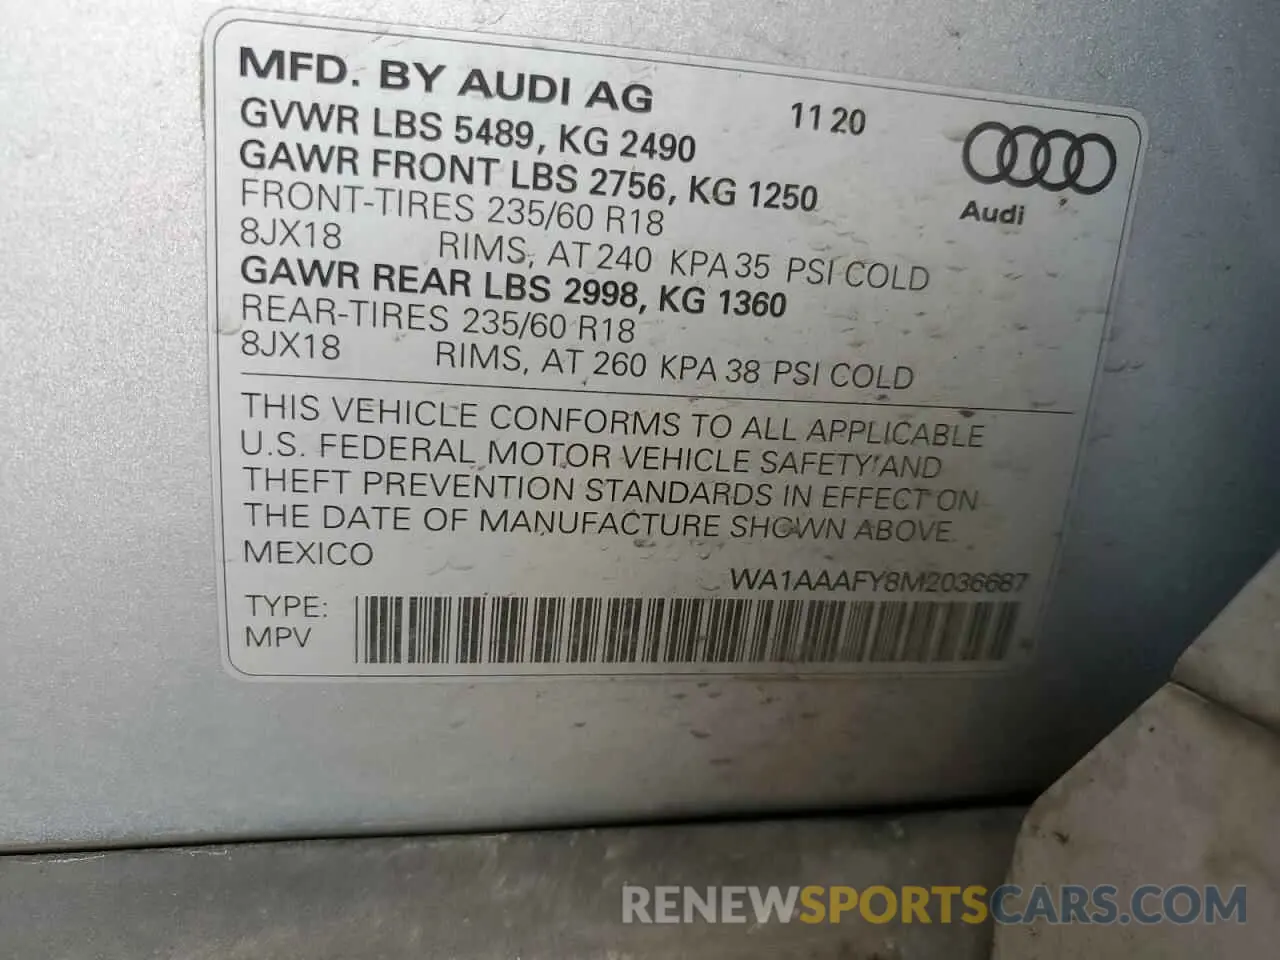 MFD. BY AUDI AG 11 20
GVWR LBS 5489, KG 2490
GAWR FRONT LBS 2756, KG 1250
FRONT-TIRES 235/60 R18
8JX18 RIMS, AT 240 KPA 35 PSI COLD
GAWR REAR LBS 2998, KG 1360
REAR-TIRES 235/60 R18
8JX18 RIMS, AT 260 KPA 38 PSI COLD
Audi
THIS VEHICLE CONFORMS TO ALL APPLICABLE
U.S. FEDERAL MOTOR VEHICLE SAFETY AND
THEFT PREVENTION STANDARDS IN EFFECT ON
THE DATE OF MANUFACTURE SHOWN ABOVE.
MEXICO
WA1AAAFY8M2036687
TYPE:
MPV
RENEWSPORTSCARS.COM